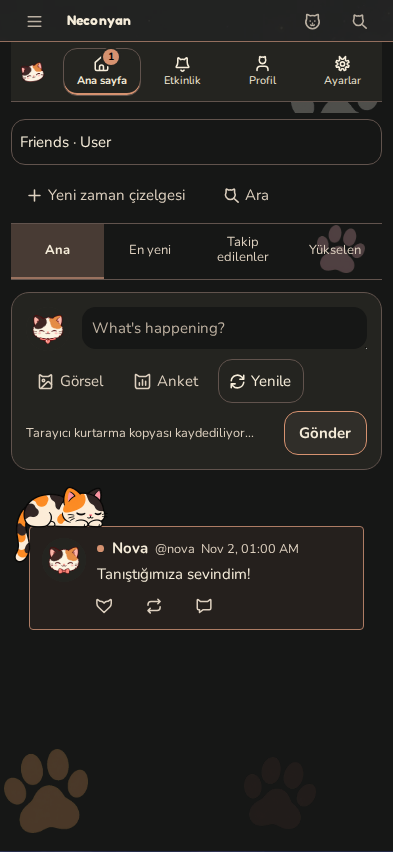 Neconyan
1
Ana sayfa
Etkinlik
Profil
Ayarlar
Friends · User
Yeni zaman çizelgesi
Ara
Ana
En yeni
Takip
edilenler
Yükselen
What's happening?
Görsel
Anket
Yenile
Tarayıcı kurtarma kopyası kaydediliyor...
Gönder
Nova @nova Nov 2, 01:00 AM
Tanıştığımıza sevindim!